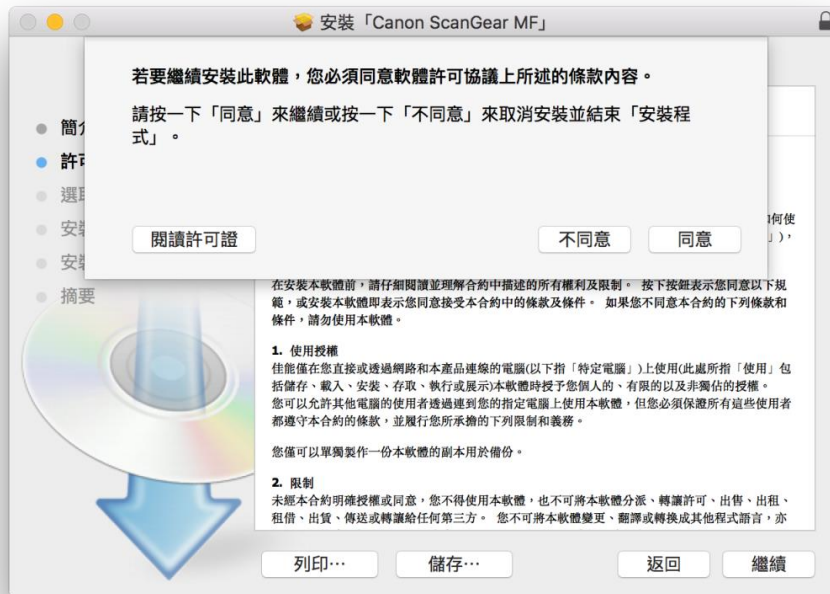 安裝「Canon ScanGear MF」
若要繼續安裝此軟體，您必須同意軟體許可協議上所述的條款內容。
請按一下「同意」來繼續或按一下「不同意」來取消安裝並結束「安裝程
式」。
閱讀許可證
不同意
同意
簡
許
選
安
安
摘要
何使
」)，
在安裝本軟體前，請仔細閱讀並理解合約中描述的所有權利及限制。 按下按鈕表示您同意以下規
範，或安裝本軟體即表示您同意接受本合約中的條款及條件。 如果您不同意本合約的下列條款和
條件，請勿使用本軟體。
1. 使用授權
佳能僅在您直接或透過網路和本產品連線的電腦(以下指「特定電腦」)上使用(此處所指「使用」包
括儲存、載入、安裝、存取、執行或展示)本軟體時授予您個人的、有限的以及非獨佔的授權。
您可以允許其他電腦的使用者透過連到您的指定電腦上使用本軟體，但您必須保證所有這些使用者
都遵守本合約的條款，並履行您所承擔的下列限制和義務。
您僅可以單獨製作一份本軟體的副本用於備份。
2. 限制
未經本合約明確授權或同意，您不得使用本軟體，也不可將本軟體分派、轉讓許可、出售、出租、
租借、出賃、傳送或轉讓給任何第三方。 您不可將本軟體變更、翻譯或轉換成其他程式語言，亦
列印…
儲存…
返回
繼續